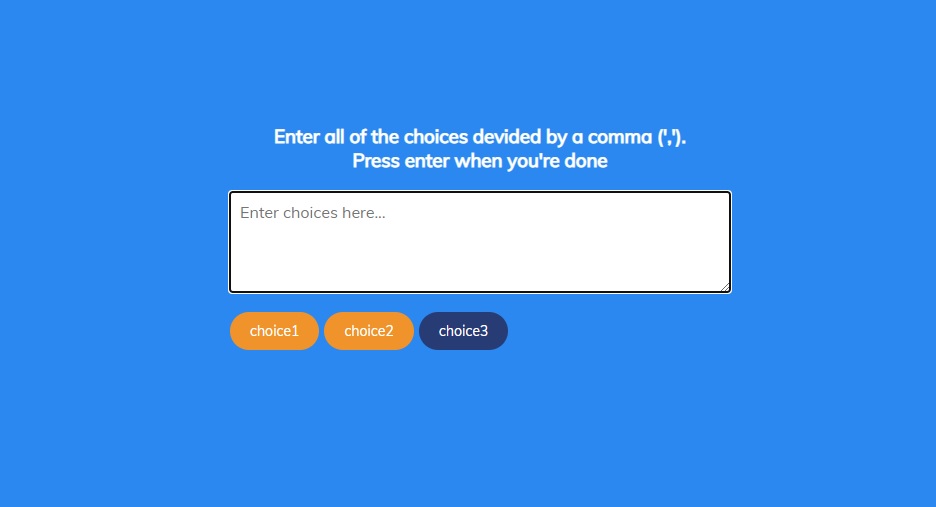 Enter all of the choices devided by a comma (',').
Press enter when you're done
Enter choices here...
choice1 choice2 choice3